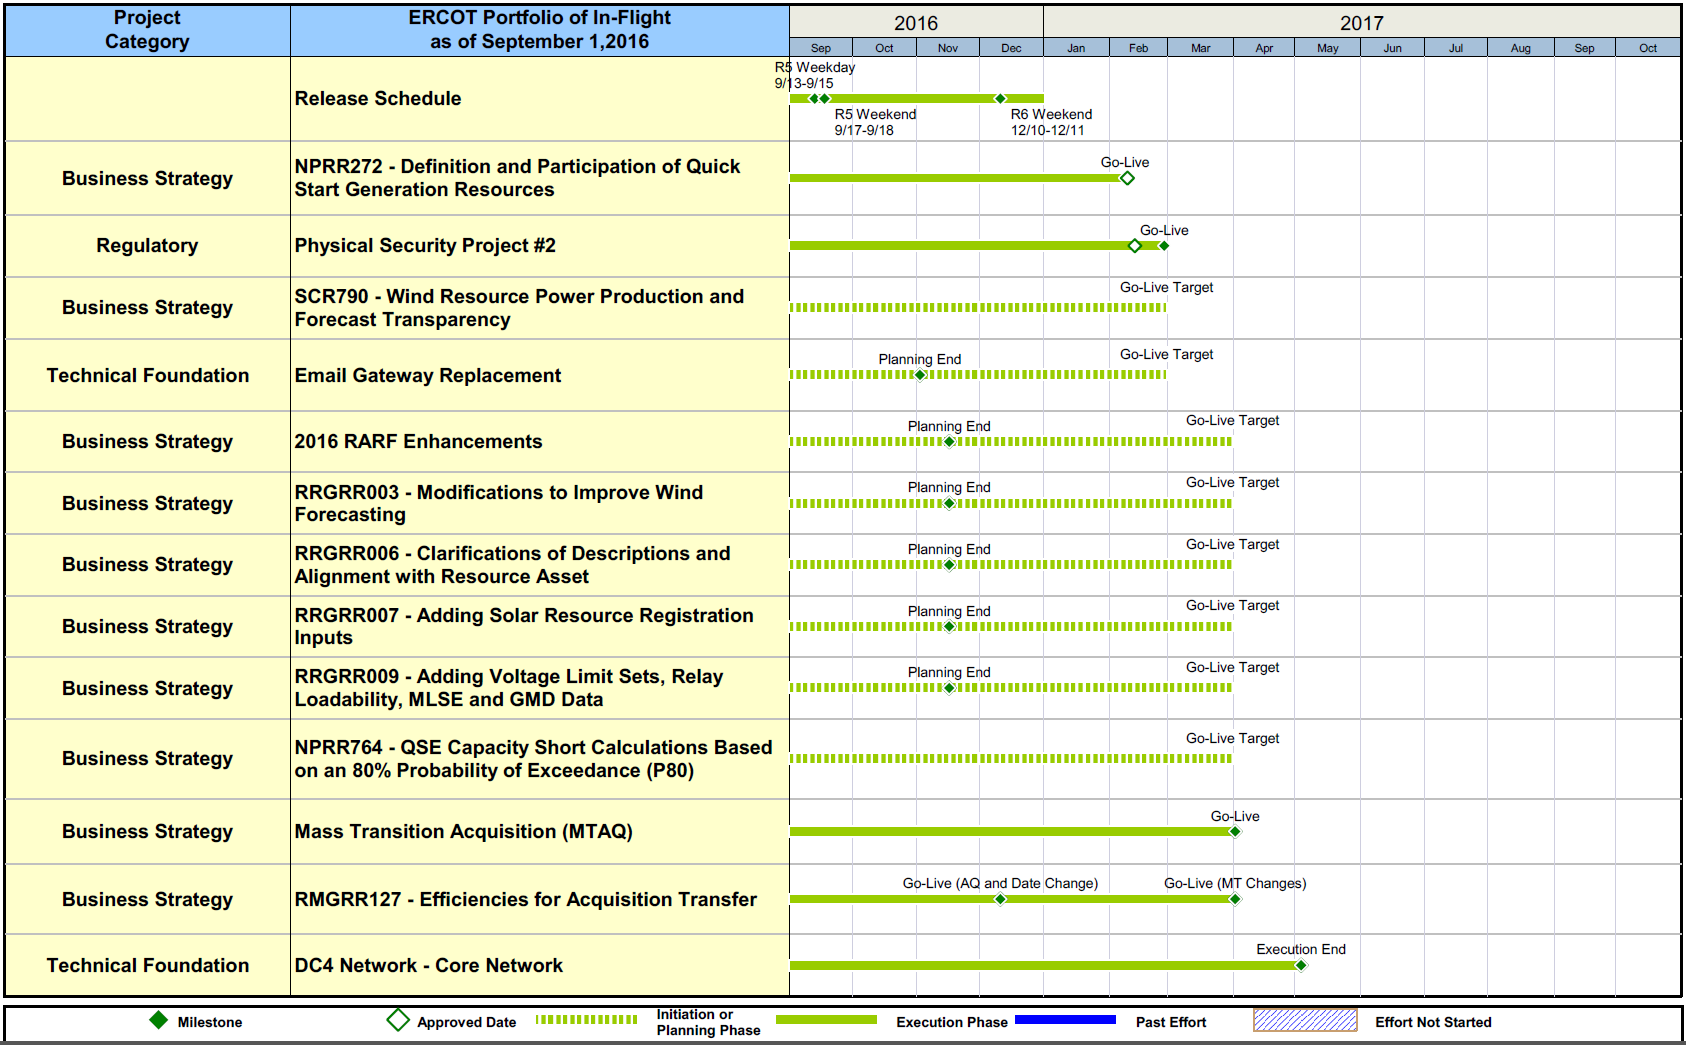 Project
Category
ERCOT Portfolio of In-Flight
as of September 1,2016
2016
2017
Sep
Oct
Nov
Dec
Jan
Feb
Mar
Apr
May
Jun
Jul
Aug
Sep
Oct
Release Schedule
R5 Weekday
9/13-9/15
R5 Weekend
9/17-9/18
R6 Weekend
12/10-12/11
Business Strategy
NPRR272 - Definition and Participation of Quick
Start Generation Resources
Go-Live
Regulatory
Physical Security Project #2
Go-Live
Business Strategy
SCR790 - Wind Resource Power Production and
Forecast Transparency
Go-Live Target
Technical Foundation
Email Gateway Replacement
Planning End
Go-Live Target
Business Strategy
2016 RARF Enhancements
Planning End
Go-Live Target
Business Strategy
RRGRR003 - Modifications to Improve Wind
Forecasting
Planning End
Go-Live Target
Business Strategy
RRGRR006 - Clarifications of Descriptions and
Alignment with Resource Asset
Planning End
Go-Live Target
Business Strategy
RRGRR007 - Adding Solar Resource Registration
Inputs
Planning End
Go-Live Target
Business Strategy
RRGRR009 - Adding Voltage Limit Sets, Relay
Loadability, MLSE and GMD Data
Planning End
Go-Live Target
Business Strategy
NPRR764 - QSE Capacity Short Calculations Based
on an 80% Probability of Exceedance (P80)
Go-Live Target
Business Strategy
Mass Transition Acquisition (MTAQ)
Go-Live
Business Strategy
RMGRR127 - Efficiencies for Acquisition Transfer
Go-Live (AQ and Date Change)
Go-Live (MT Changes)
Technical Foundation
DC4 Network - Core Network
Execution End
Milestone
Approved Date
Initiation or
Planning Phase
Execution Phase
Past Effort
Effort Not Started